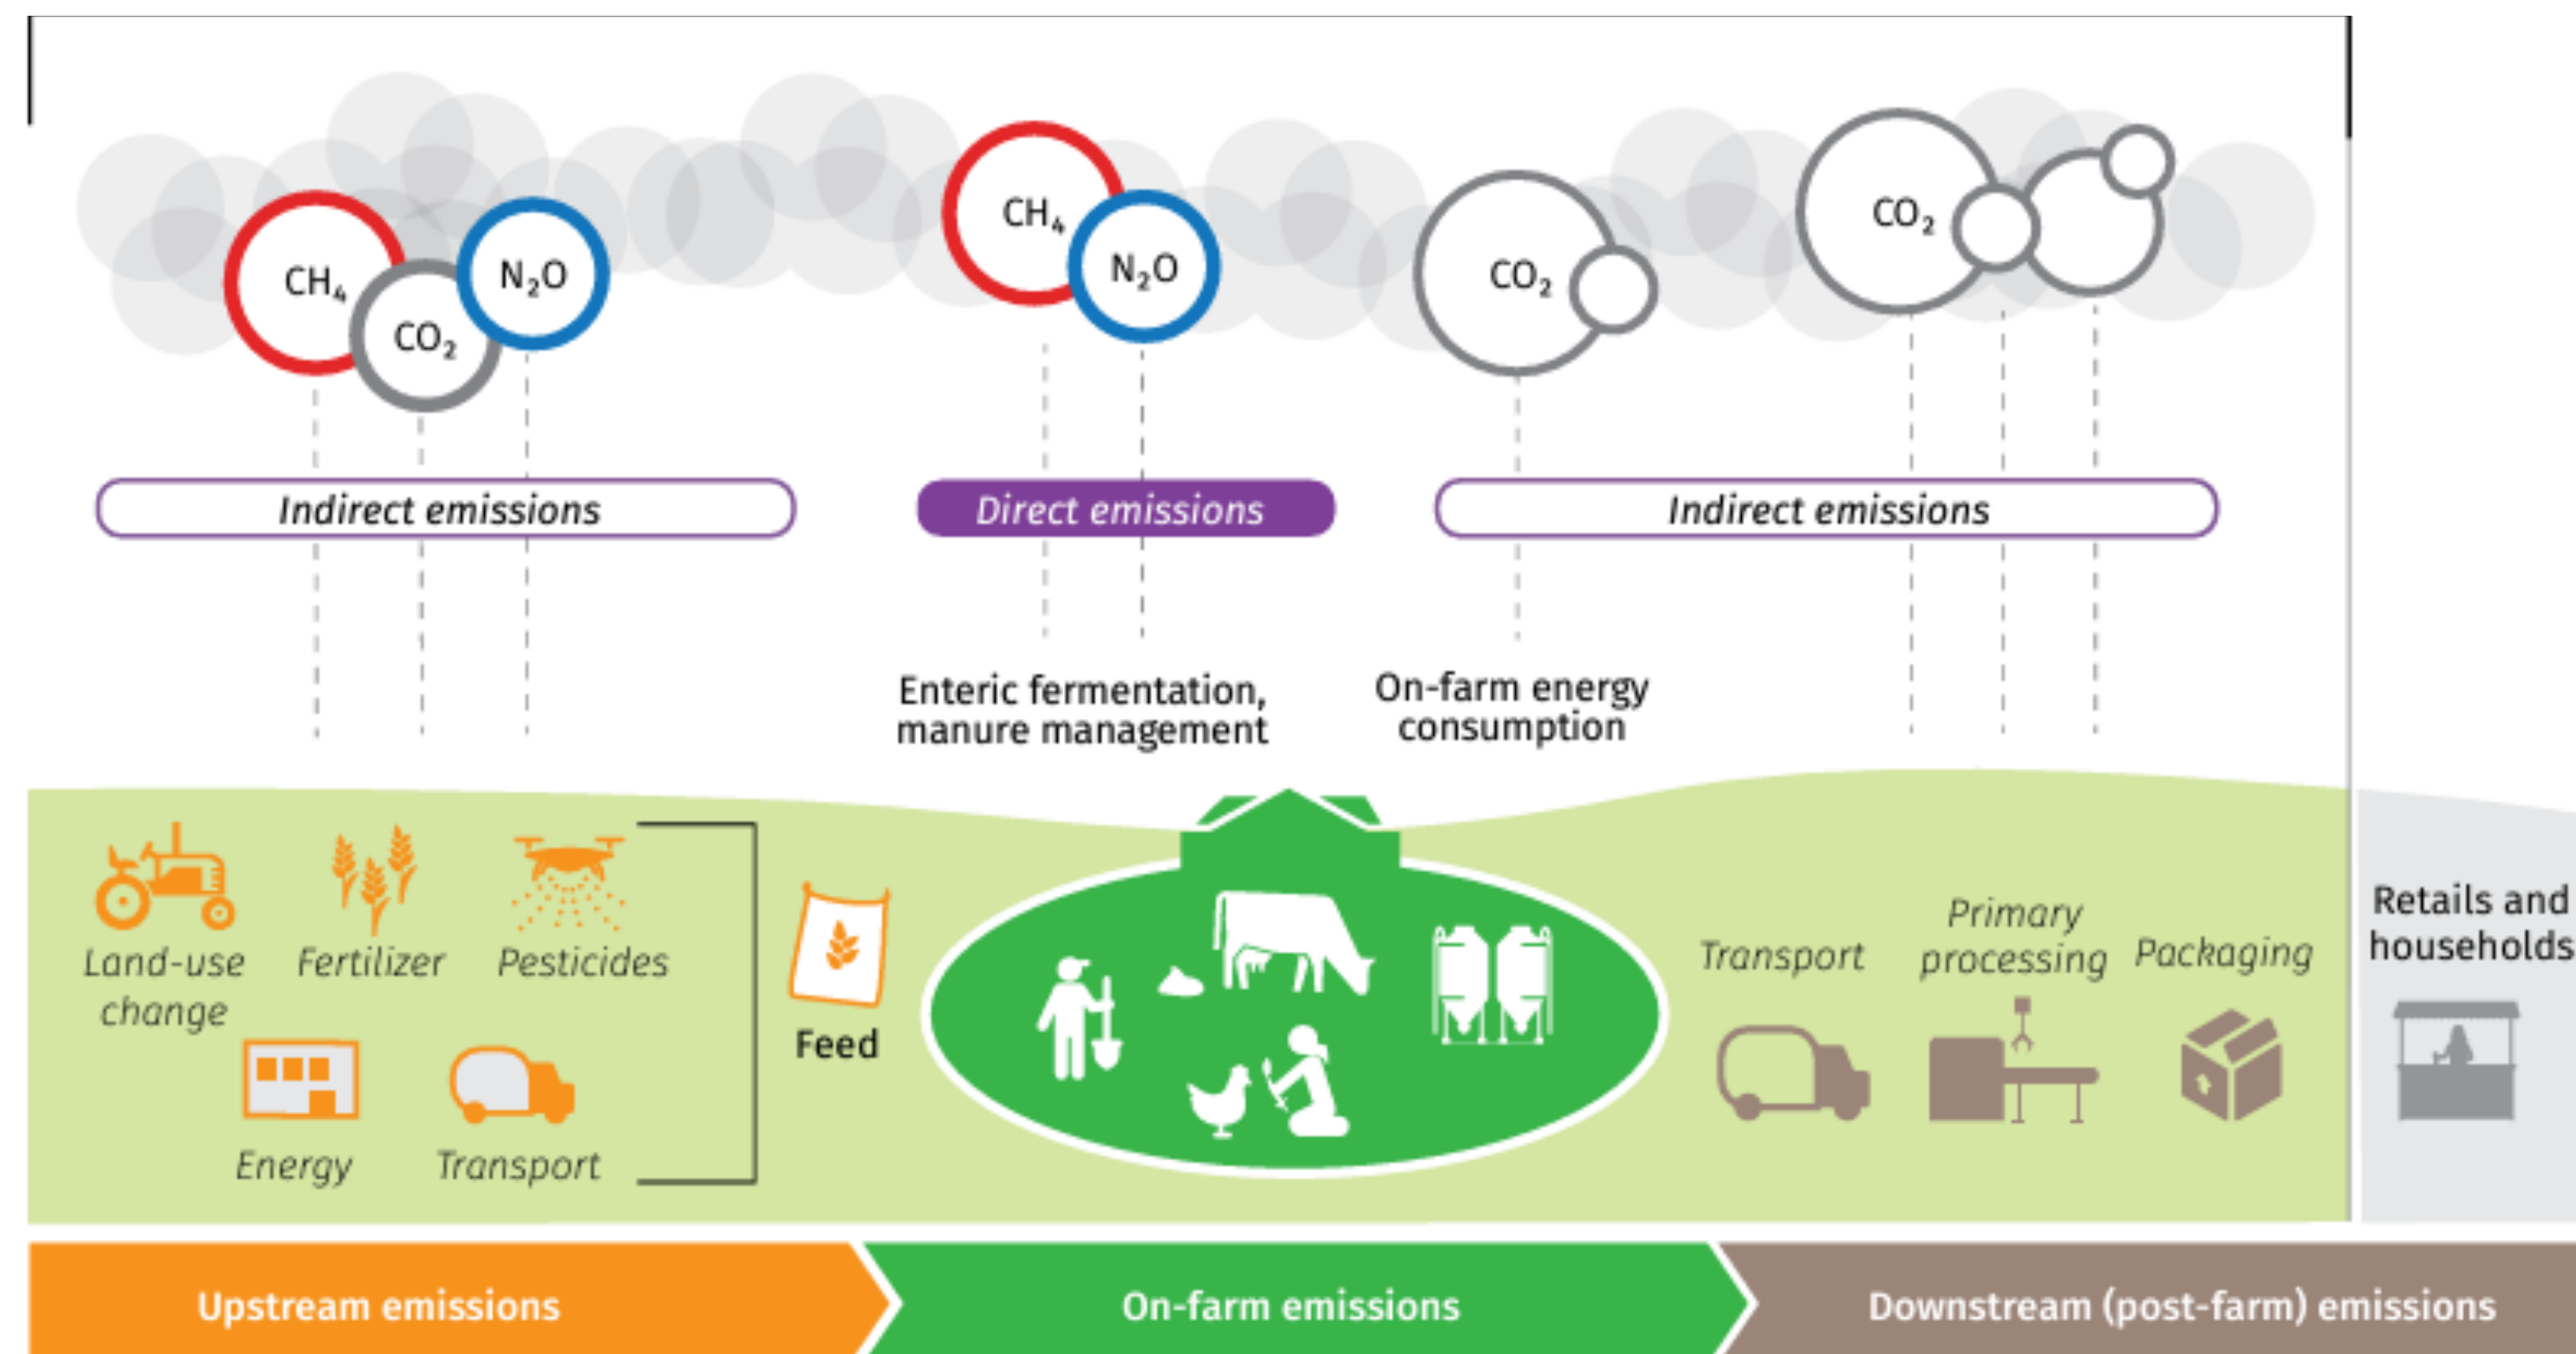 CH₄
CO₂
N₂O
CH₄
N₂O
CO₂
CO₂
Indirect emissions
Direct emissions
Indirect emissions
Enteric fermentation,
manure management
On-farm energy
consumption
Land-use
change
Fertilizer
Pesticides
Energy
Transport
Feed
Transport
Primary
processing
Packaging
Retails and
households
Upstream emissions
On-farm emissions
Downstream (post-farm) emissions